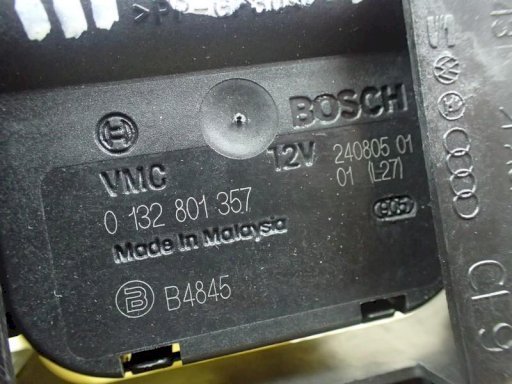 BOSCH
VMC 12V 240805 01
0 132 801 357 01 (L27)
Made In Malaysia
B4845